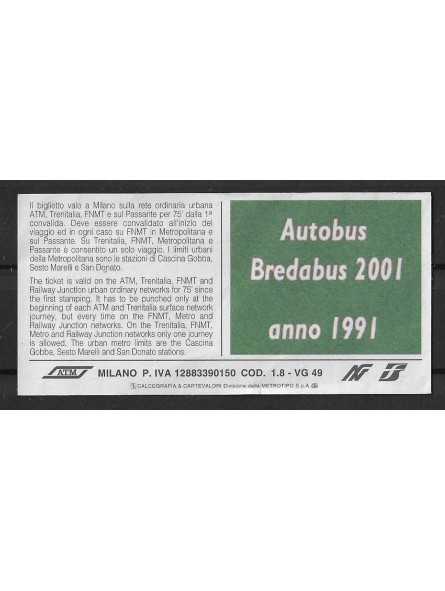 Il biglietto vale a Milano sulla rete ordinaria urbana
ATM, Trenitalia, FNMT e sul Passante per 75' dalla 1ª
convalida. Deve essere convalidato all'inizio del
viaggio ed in ogni caso su FNMT in Metropolitana e
sul Passante. Su Trenitalia, FNMT, Metropolitana e
Passante è consentito un solo viaggio. I limiti urbani
della Metropolitana sono le stazioni di Cascina Gobba,
Sesto Marelli e San Donato.
The ticket is valid on the ATM, Trenitalia, FNMT and
Railway Junction urban ordinary networks for 75' since
the first stamping. It has to be punched only at the
beginning of each ATM and Trenitalia surface network
journey, but every time on the FNMT, Metro and
Railway Junction networks. On the Trenitalia, FNMT,
Metro and Railway Junction networks only one journey
is allowed. The urban metro limits are the Cascina
Gobba, Sesto Marelli and San Donato stations.
Autobus
Bredabus 2001
anno 1991
ATM MILANO P. IVA 12883390150 COD. 1.8 - VG 49
CALCOGRAFIA & CARTEVALORI Divisione della METROTIPO S.p.A.